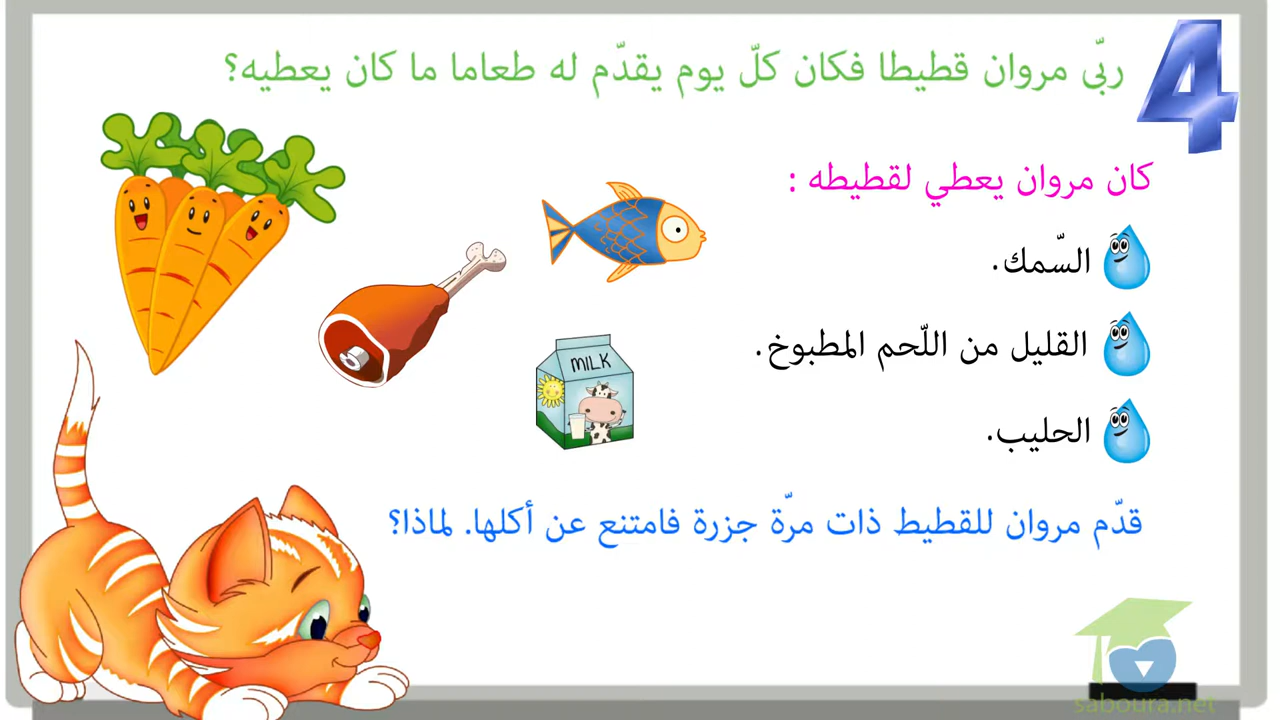 4
ربّى مروان قطيطا فكان كلّ يوم يقدّم له طعاما ما كان يعطيه؟
كان مروان يعطي لقطيطه :
السّمك.
القليل من اللّحم المطبوخ.
MILK
الحليب.
قدّم مروان للقطيط ذات مرّة جزرة فامتنع عن أكلها. لماذا؟
saboura.net